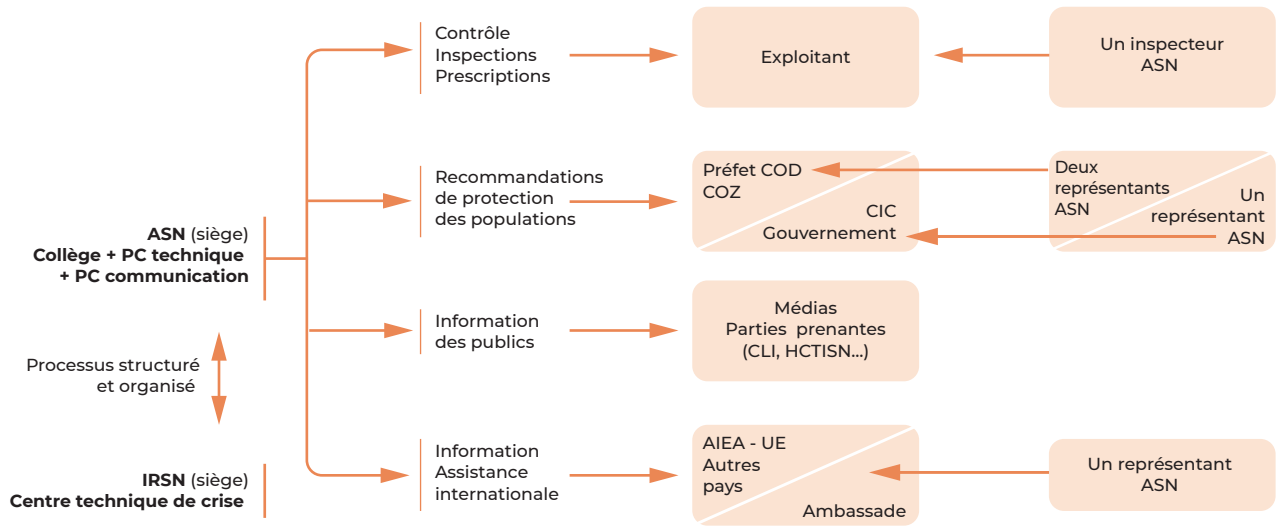 Contrôle
Inspections
Prescriptions
Exploitant
Un inspecteur
ASN
Recommandations
de protection
des populations
Préfet COD
COZ
CIC
Gouvernement
Deux
représentants
ASN
Un
représentant
ASN
ASN (siège)
Collège + PC technique
+ PC communication
Information
des publics
Médias
Parties prenantes
(CLI, HCTISN...)
Processus structuré
et organisé
IRSN (siège)
Centre technique de crise
Information
Assistance
internationale
AIEA - UE
Autres
pays
Ambassade
Un représentant
ASN